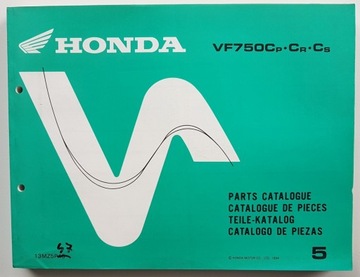 HONDA
VF750CP·CR·CS
PARTS CATALOGUE
CATALOGUE DE PIECES
TEILE-KATALOG
CATALOGO DE PIEZAS
5